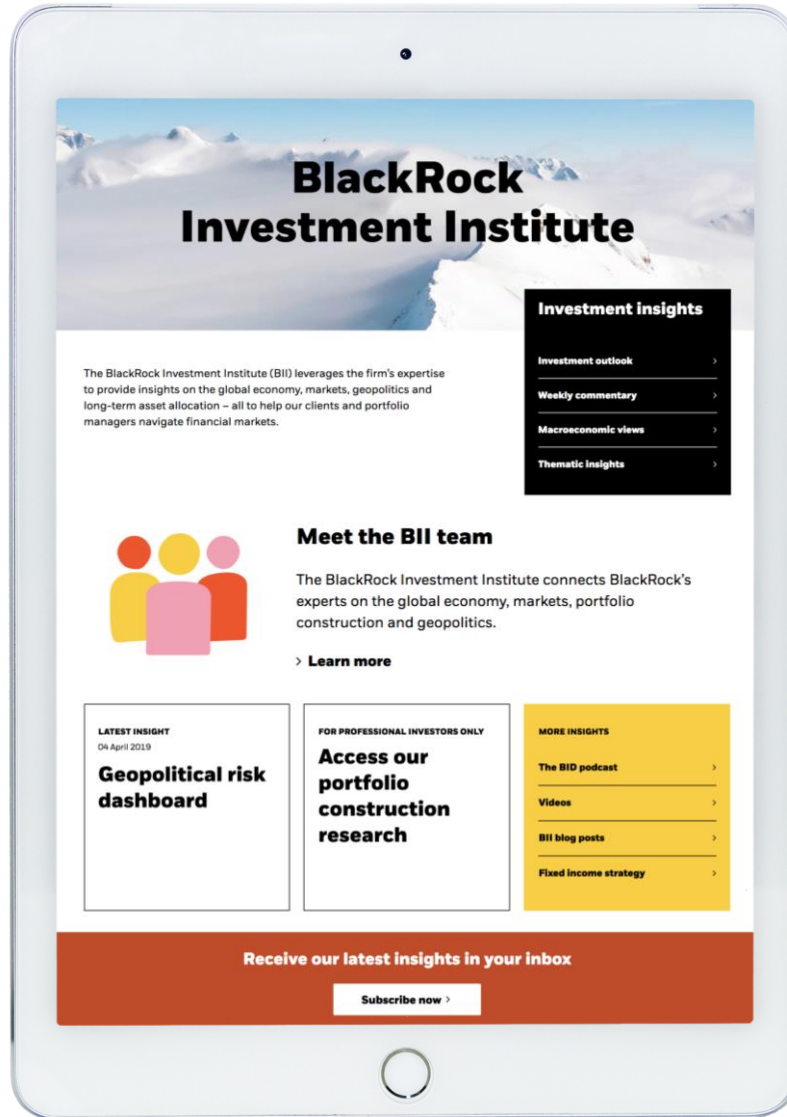 BlackRock
Investment Institute
Investment insights
Investment outlook
Weekly commentary
Macroeconomic views
Thematic insights
The BlackRock Investment Institute (BII) leverages the firm's expertise
to provide insights on the global economy, markets, geopolitics and
long-term asset allocation – all to help our clients and portfolio
managers navigate financial markets.
Meet the BII team
The BlackRock Investment Institute connects BlackRock's
experts on the global economy, markets, portfolio
construction and geopolitics.
> Learn more
LATEST INSIGHT
04 April 2019
Geopolitical risk
dashboard
FOR PROFESSIONAL INVESTORS ONLY
Access our
portfolio
construction
research
MORE INSIGHTS
The BID podcast
Videos
BII blog posts
Fixed income strategy
Receive our latest insights in your inbox
Subscribe now >